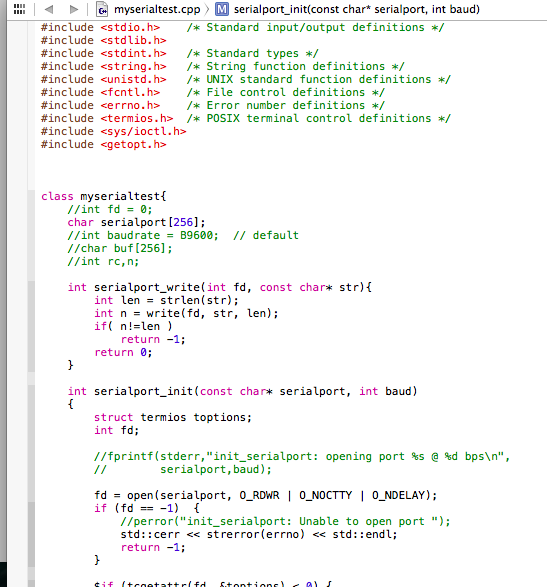 myserialtest.cpp M serialport_init(const char* serialport, int baud)
#include <stdio.h>    /* Standard input/output definitions */
#include <stdlib.h>
#include <stdint.h>   /* Standard types */
#include <string.h>   /* String function definitions */
#include <unistd.h>   /* UNIX standard function definitions */
#include <fcntl.h>    /* File control definitions */
#include <errno.h>    /* Error number definitions */
#include <termios.h>  /* POSIX terminal control definitions */
#include <sys/ioctl.h>
#include <getopt.h>
class myserialtest{
    //int fd = 0;
    char serialport[256];
    //int baudrate = B9600;  // default
    //char buf[256];
    //int rc,n;
    int serialport_write(int fd, const char* str){
        int len = strlen(str);
        int n = write(fd, str, len);
        if( n!=len )
            return -1;
        return 0;
    }
    int serialport_init(const char* serialport, int baud)
    {
        struct termios toptions;
        int fd;
        //fprintf(stderr,"init_serialport: opening port %s @ %d bps\n",
        //        serialport,baud);
        fd = open(serialport, O_RDWR | O_NOCTTY | O_NDELAY);
        if (fd == -1)  {
            //perror("init_serialport: Unable to open port ");
            std::cerr << strerror(errno) << std::endl;
            return -1;
        }
        $if (tcgetattr(fd, &toptions) < 0) {